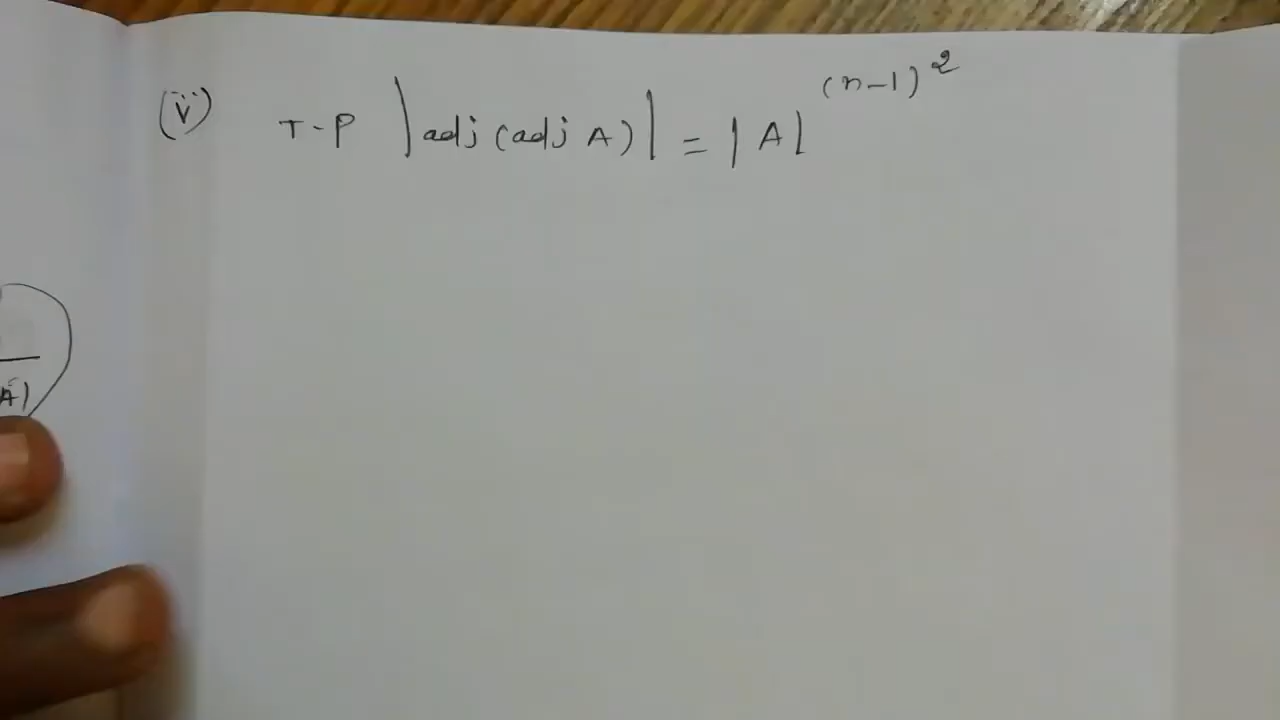 (v) T-P |adj (adj A)| = |A|^(n-1)^2
A|